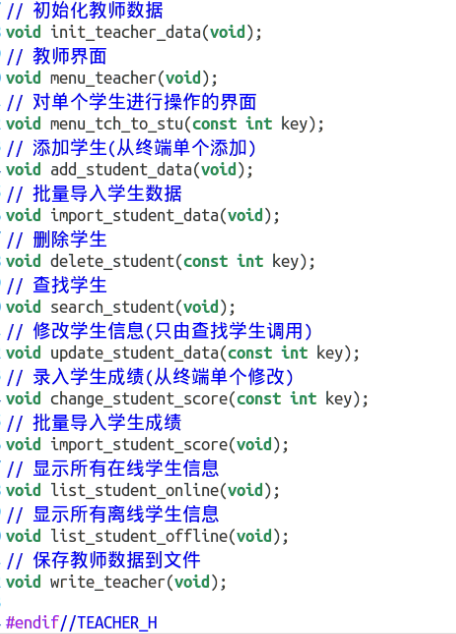 // 初始化教师数据
void init_teacher_data(void);
// 教师界面
void menu_teacher(void);
// 对单个学生进行操作的界面
void menu_tch_to_stu(const int key);
// 添加学生(从终端单个添加)
void add_student_data(void);
// 批量导入学生数据
void import_student_data(void);
// 删除学生
void delete_student(const int key);
// 查找学生
void search_student(void);
// 修改学生信息(只由查找学生调用)
void update_student_data(const int key);
// 录入学生成绩(从终端单个修改)
void change_student_score(const int key);
// 批量导入学生成绩
void import_student_score(void);
// 显示所有在线学生信息
void list_student_online(void);
// 显示所有离线学生信息
void list_student_offline(void);
// 保存教师数据到文件
void write_teacher(void);
#endif//TEACHER_H